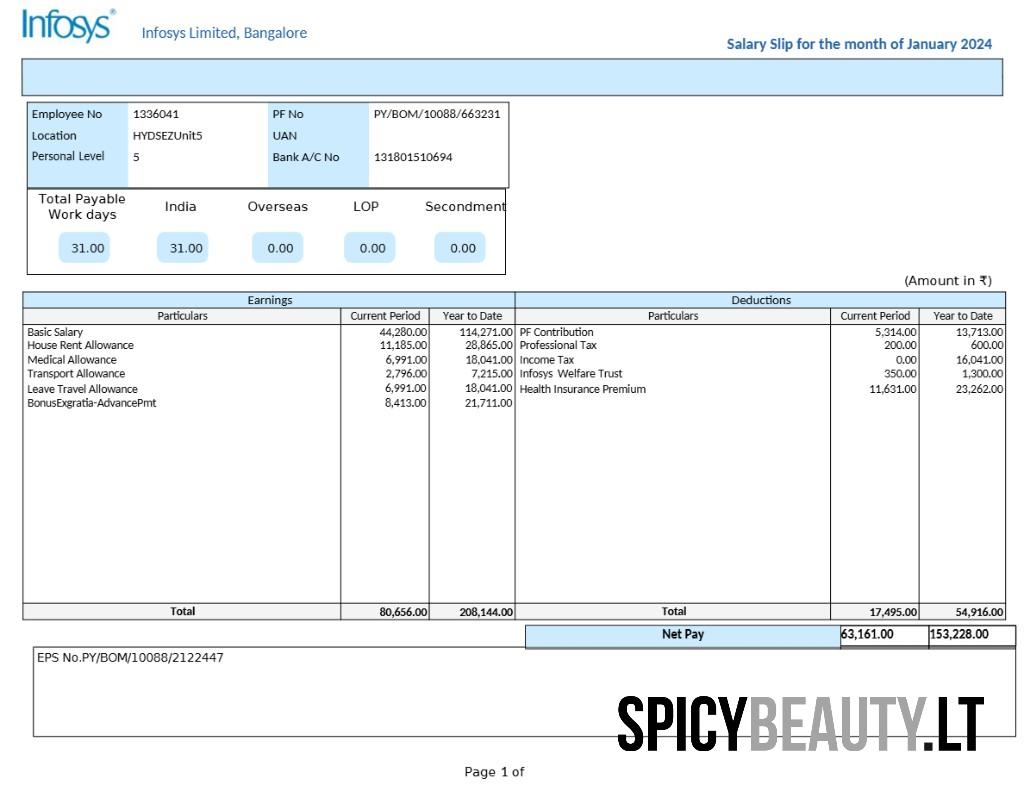 Infosys®
Infosys Limited, Bangalore
Salary Slip for the month of January 2024
Employee No 1336041 PF No PY/BOM/10088/663231
Location HYDSEZUnit5 UAN
Personal Level 5 Bank A/C No 131801510694
Total Payable Work days India Overseas LOP Secondment
31.00 31.00 0.00 0.00 0.00
(Amount in ₹)
Earnings Deductions
Particulars Current Period Year to Date Particulars Current Period Year to Date
Basic Salary 44,280.00 114,271.00 PF Contribution 5,314.00 13,713.00
House Rent Allowance 11,185.00 28,865.00 Professional Tax 200.00 600.00
Medical Allowance 6,991.00 18,041.00 Income Tax 0.00 16,041.00
Transport Allowance 2,796.00 7,215.00 Infosys Welfare Trust 350.00 1,300.00
Leave Travel Allowance 6,991.00 18,041.00 Health Insurance Premium 11,631.00 23,262.00
BonusExgratia-AdvancePmt 8,413.00 21,711.00
Total 80,656.00 208,144.00 Total 17,495.00 54,916.00
Net Pay 63,161.00 153,228.00
EPS No.PY/BOM/10088/2122447
SPICYBEAUTY.LT
Page 1 of